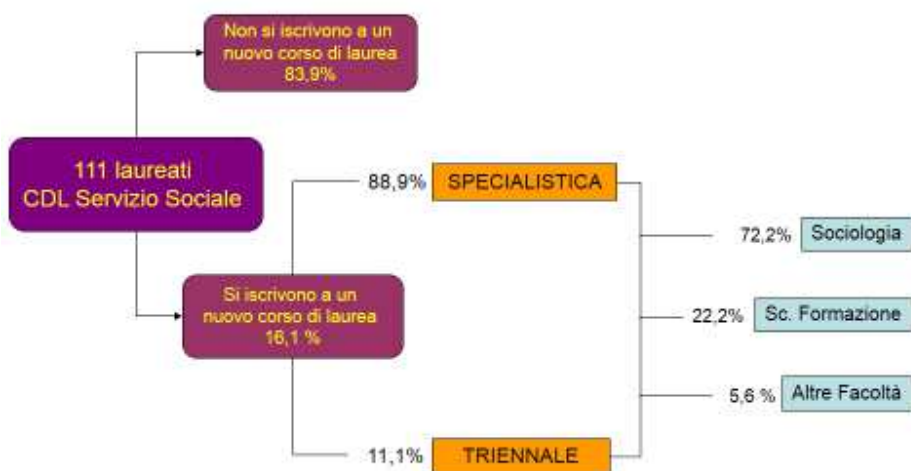 Non si iscrivono a un
nuovo corso di laurea
83,9%
111 laureati
CDL Servizio Sociale
88,9%
SPECIALISTICA
72,2%
Sociologia
Si iscrivono a un
nuovo corso di laurea
16,1 %
22,2%
Sc. Formazione
5,6 %
Altre Facoltà
11,1%
TRIENNALE